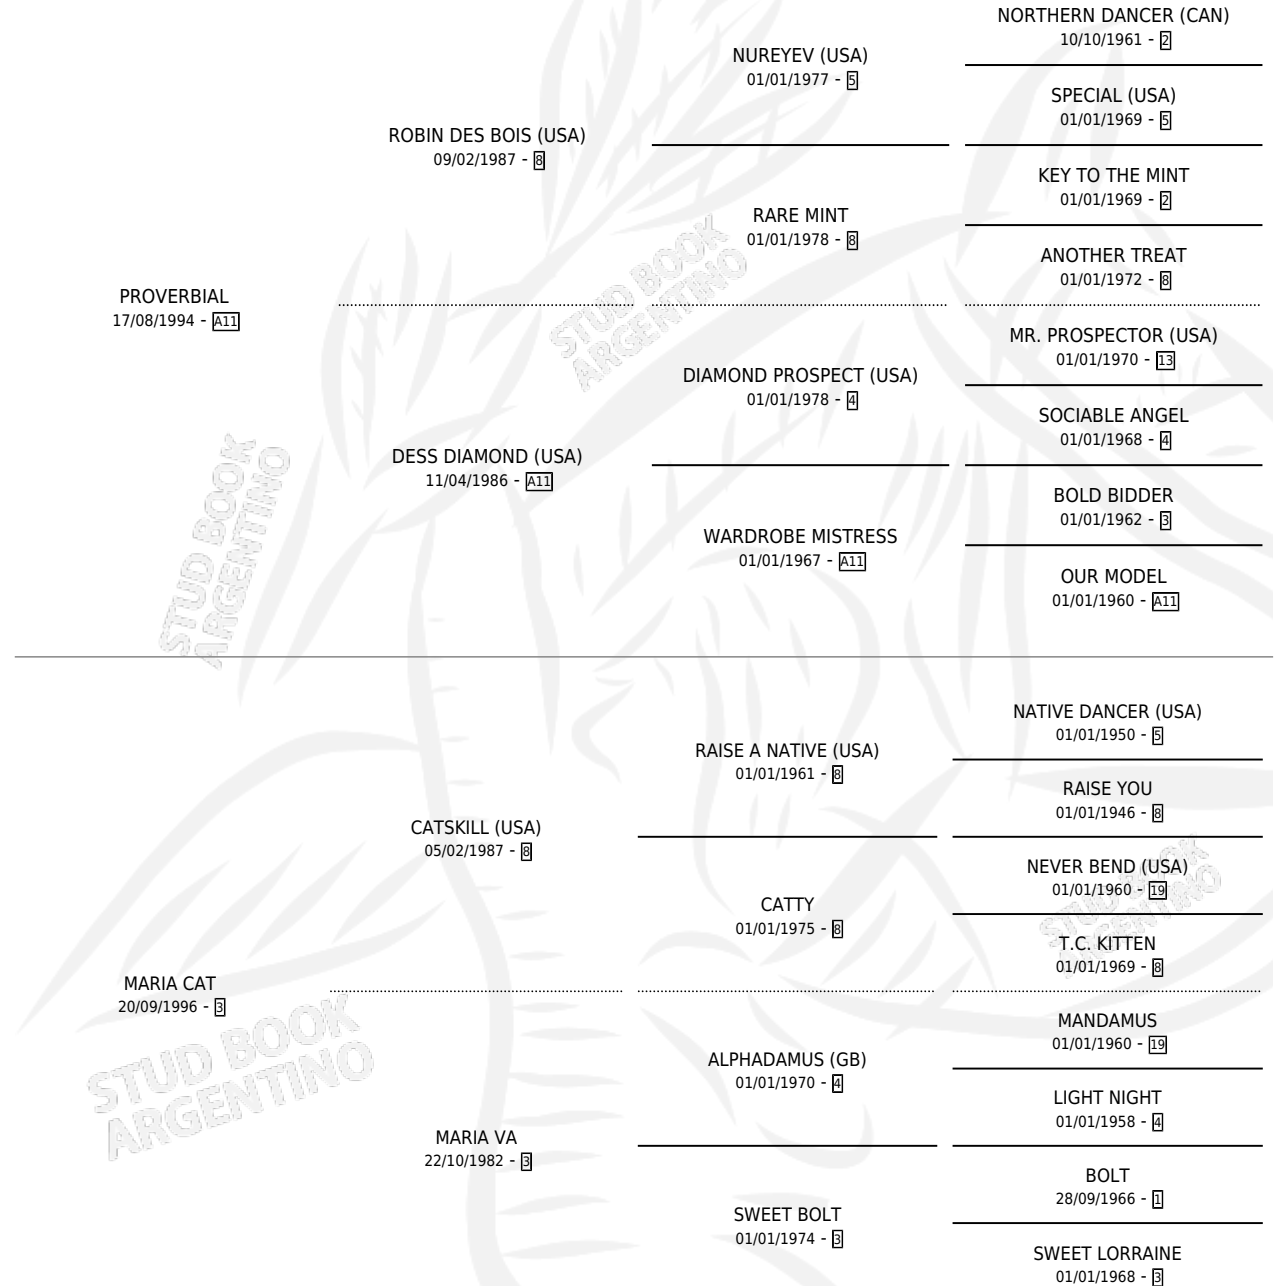 NORTHERN DANCER (CAN)
10/10/1961 - 2
NUREYEV (USA)
01/01/1977 - 5
SPECIAL (USA)
01/01/1969 - 5
ROBIN DES BOIS (USA)
09/02/1987 - 8
KEY TO THE MINT
01/01/1969 - 2
RARE MINT
01/01/1978 - 8
ANOTHER TREAT
01/01/1972 - 8
PROVERBIAL
17/08/1994 - A11
STUD BOOK
ARGENTINO
MR. PROSPECTOR (USA)
01/01/1970 - 13
DIAMOND PROSPECT (USA)
01/01/1978 - 4
SOCIABLE ANGEL
01/01/1968 - 4
DESS DIAMOND (USA)
11/04/1986 - A11
BOLD BIDDER
01/01/1962 - 3
WARDROBE MISTRESS
01/01/1967 - A11
OUR MODEL
01/01/1960 - A11
STUD BOOK
ARGENTINO
NATIVE DANCER (USA)
01/01/1950 - 5
RAISE A NATIVE (USA)
01/01/1961 - 8
RAISE YOU
01/01/1946 - 8
CATSKILL (USA)
05/02/1987 - 8
NEVER BEND (USA)
01/01/1960 - 19
CATTY
01/01/1975 - 8
STUD BOOK
ARGENTINO
T.C. KITTEN
01/01/1969 - 8
MARIA CAT
20/09/1996 - 3
MANDAMUS
01/01/1960 - 19
ALPHADAMUS (GB)
01/01/1970 - 4
STUD BOOK
ARGENTINO
LIGHT NIGHT
01/01/1958 - 4
MARIA VA
22/10/1982 - 3
BOLT
28/09/1966 - 1
SWEET BOLT
01/01/1974 - 3
SWEET LORRAINE
01/01/1968 - 3